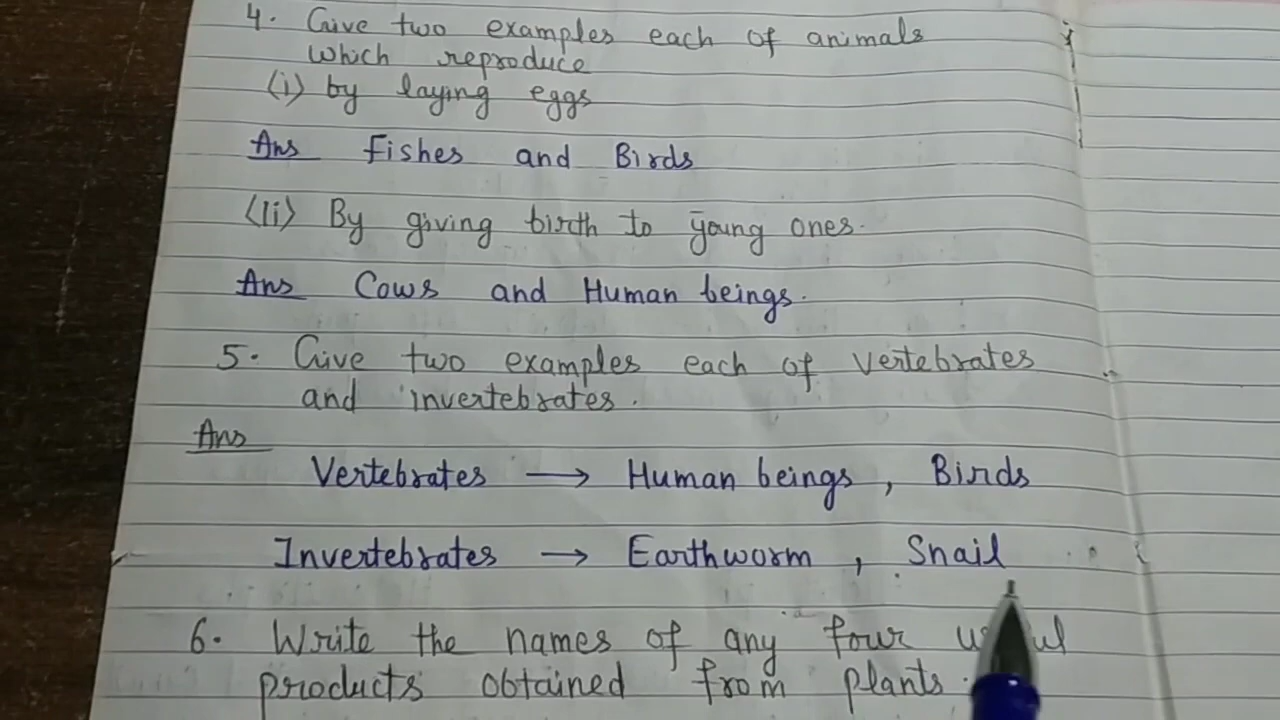 4. Give two examples each of animals
which reproduce
(i) by laying eggs
Ans Fishes and Birds
(ii) By giving birth to young ones.
Ans Cows and Human beings.
5. Give two examples each of vertebrates
and invertebrates.
Ans
Vertebrates → Human beings, Birds
Invertebrates → Earthworm, Snail
6. Write the names of any four
products obtained from plants.